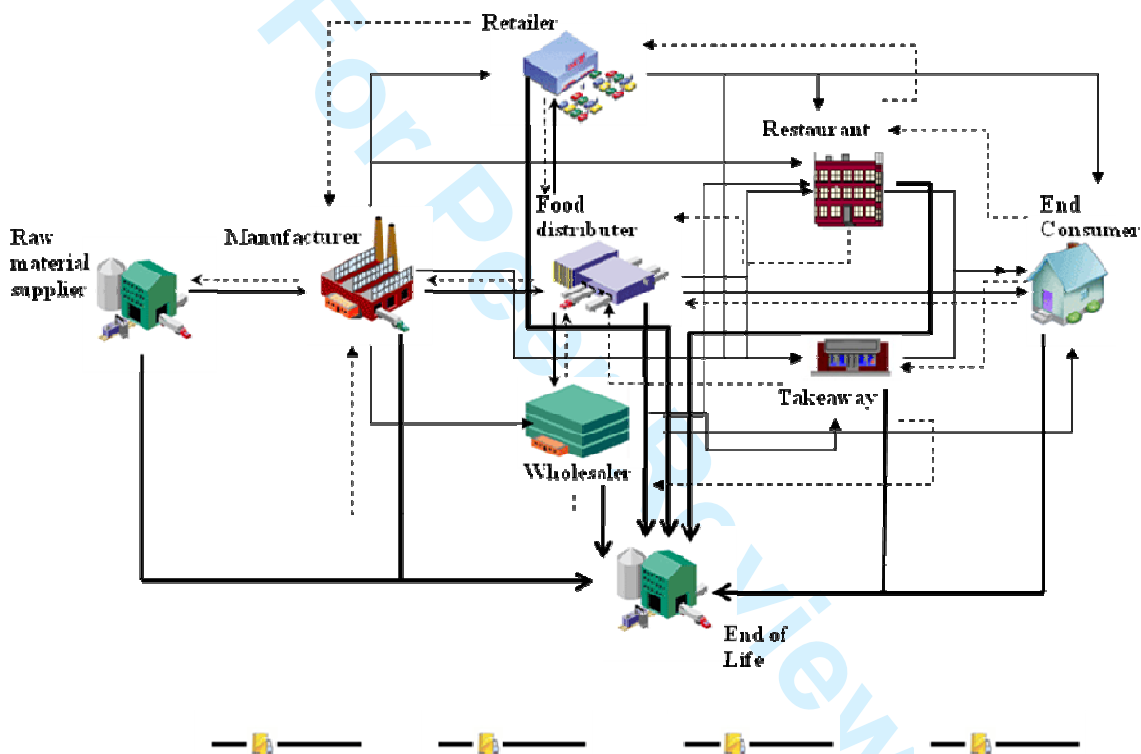 Retailer
Restaurant
Food
distributer
End
Consumer
Manufacturer
Raw
material
supplier
Takeaway
Wholesaler
End of
Life
For Peer Review